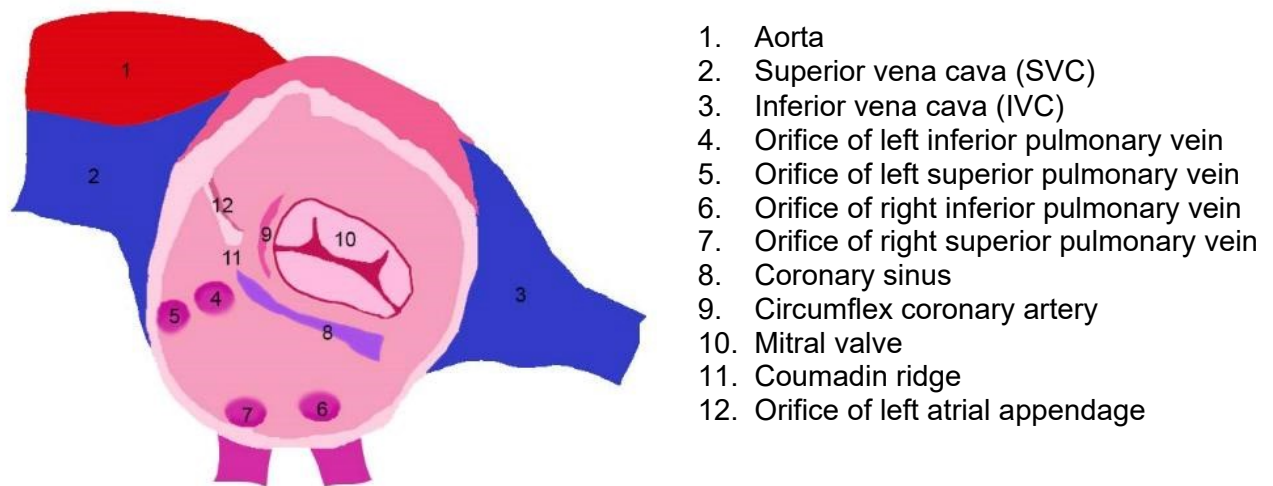 1
2
3
4
5
6
7
8
9
10
11
12
1. Aorta
2. Superior vena cava (SVC)
3. Inferior vena cava (IVC)
4. Orifice of left inferior pulmonary vein
5. Orifice of left superior pulmonary vein
6. Orifice of right inferior pulmonary vein
7. Orifice of right superior pulmonary vein
8. Coronary sinus
9. Circumflex coronary artery
10. Mitral valve
11. Coumadin ridge
12. Orifice of left atrial appendage